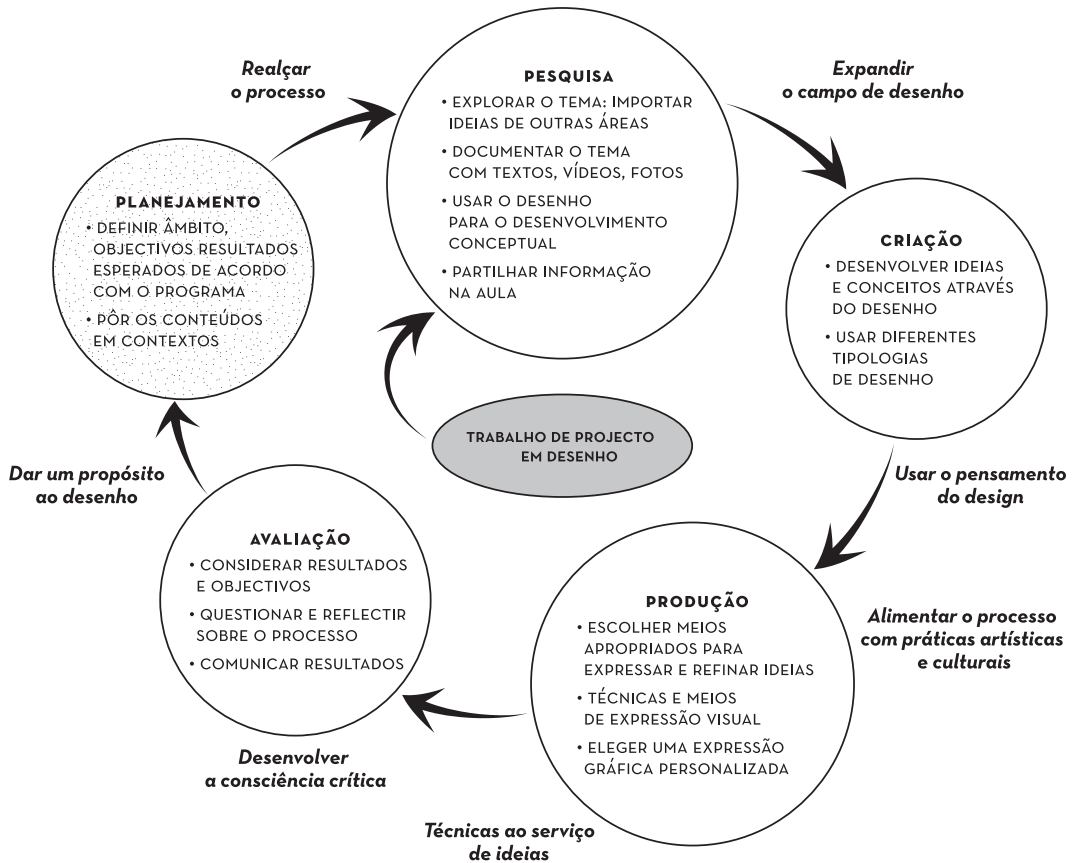 Realçar
o processo
PESQUISA
• EXPLORAR O TEMA: IMPORTAR
IDEIAS DE OUTRAS ÁREAS
• DOCUMENTAR O TEMA
COM TEXTOS, VÍDEOS, FOTOS
• USAR O DESENHO
PARA O DESENVOLVIMENTO
CONCEPTUAL
• PARTILHAR INFORMAÇÃO
NA AULA
Expandir
o campo de desenho
PLANEJAMENTO
• DEFINIR ÂMBITO,
OBJECTIVOS RESULTADOS
ESPERADOS DE ACORDO
COM O PROGRAMA
• PÔR OS CONTEÚDOS
EM CONTEXTOS
CRIAÇÃO
• DESENVOLVER IDEIAS
E CONCEITOS ATRAVÉS
DO DESENHO
• USAR DIFERENTES
TIPOLOGIAS
DE DESENHO
TRABALHO DE PROJECTO
EM DESENHO
Dar um propósito
ao desenho
Usar o pensamento
do design
AVALIAÇÃO
• CONSIDERAR RESULTADOS
E OBJECTIVOS
• QUESTIONAR E REFLECTIR
SOBRE O PROCESSO
• COMUNICAR RESULTADOS
PRODUÇÃO
• ESCOLHER MEIOS
APROPRIADOS PARA
EXPRESSAR E REFINAR IDEIAS
• TÉCNICAS E MEIOS
DE EXPRESSÃO VISUAL
• ELEGER UMA EXPRESSÃO
GRÁFICA PERSONALIZADA
Alimentar o processo
com práticas artísticas
e culturais
Desenvolver
a consciência crítica
Técnicas ao serviço
de ideias